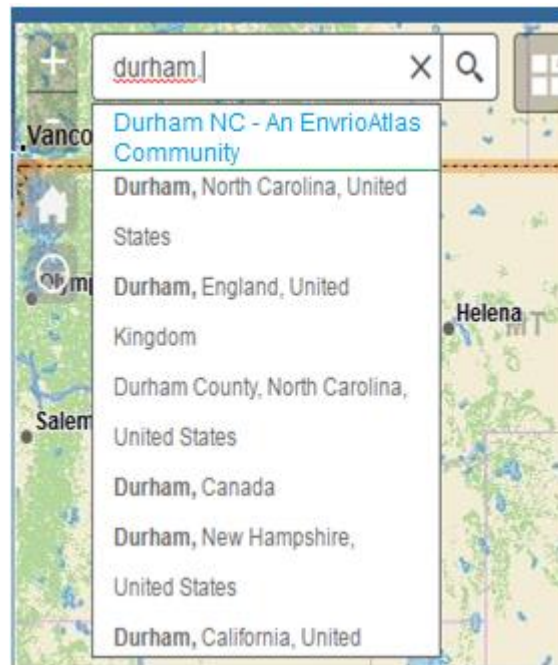 durham,
Durham NC - An EnvrioAtlas
Community
Durham, North Carolina, United
States
Durham, England, United
Kingdom
Durham County, North Carolina,
United States
Durham, Canada
Durham, New Hampshire,
United States
Durham, California, United
Vanco
Olymp
Salem
Helena
MT